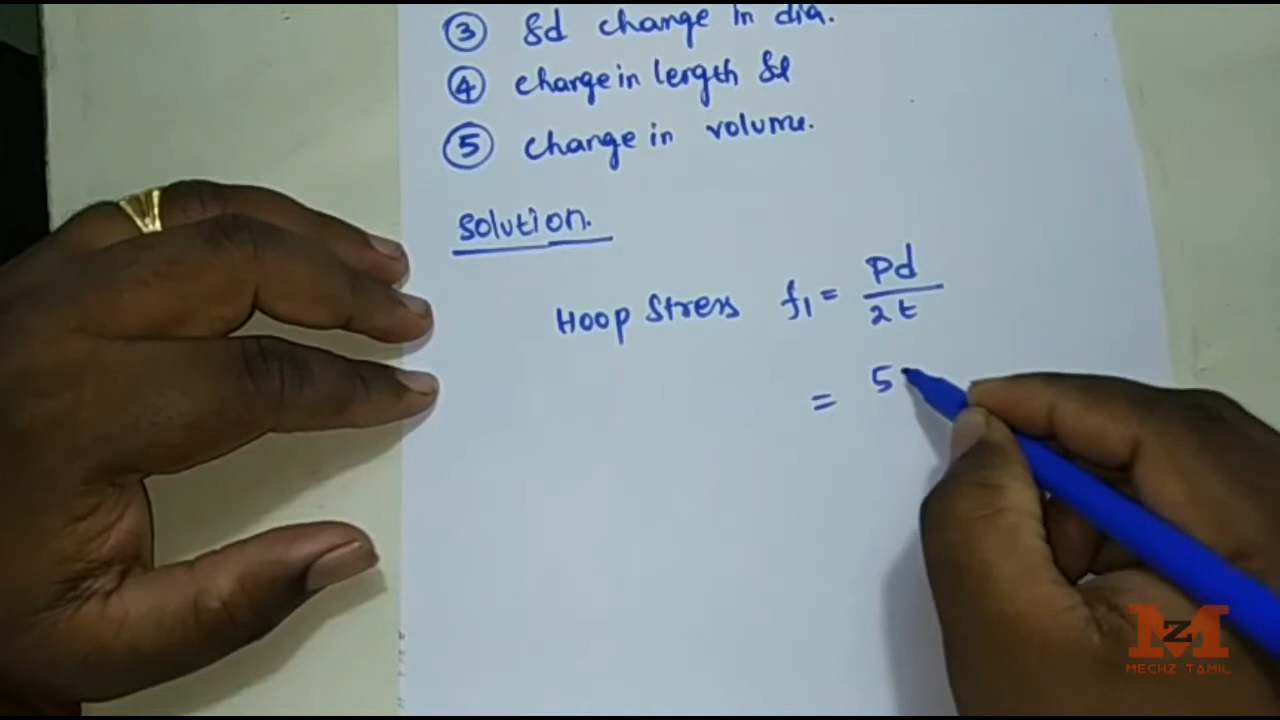 ③ δd change in dia.
④ change in length δl
⑤ change in volume.
Solution.
Hoop Stress f₁ = Pd
2t
= 5
MZ
MECHZ TAMIL